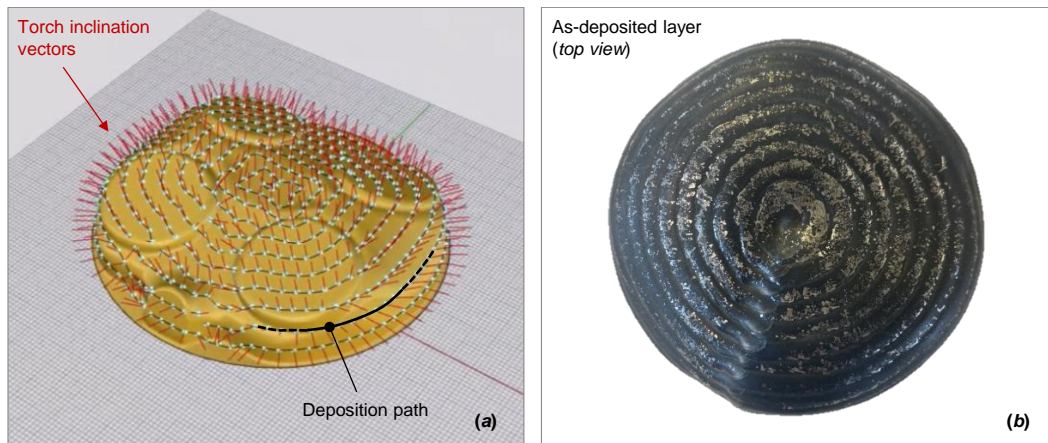 Torch inclination
vectors
Deposition path
(a)
As-deposited layer
(top view)
(b)